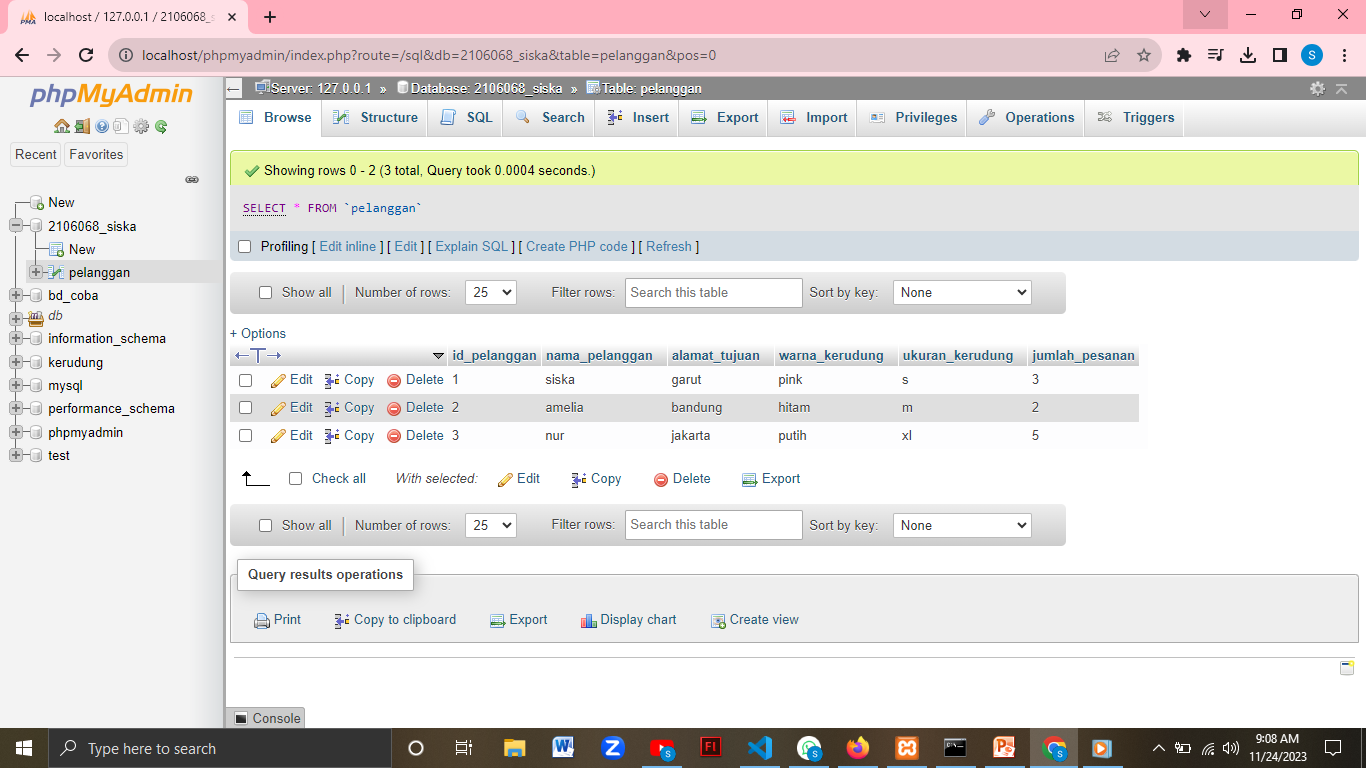 localhost / 127.0.0.1 / 2106068_s
localhost/phpmyadmin/index.php?route=/sql&db=2106068_siska&table=pelanggan&pos=0
S
phpMyAdmin
Recent Favorites
New
2106068_siska
New
pelanggan
bd_coba
db
information_schema
kerudung
mysql
performance_schema
phpmyadmin
test
Server: 127.0.0.1 » Database: 2106068_siska » Table: pelanggan
Browse Structure SQL Search Insert Export Import Privileges Operations Triggers
Showing rows 0 - 2 (3 total, Query took 0.0004 seconds.)
SELECT * FROM `pelanggan`
Profiling [ Edit inline ] [ Edit ] [ Explain SQL ] [ Create PHP code ] [ Refresh ]
Show all Number of rows: 25 Filter rows: Search this table Sort by key: None
+ Options
id_pelanggan nama_pelanggan alamat_tujuan warna_kerudung ukuran_kerudung jumlah_pesanan
Edit Copy Delete 1 siska garut pink s 3
Edit Copy Delete 2 amelia bandung hitam m 2
Edit Copy Delete 3 nur jakarta putih xl 5
Check all With selected: Edit Copy Delete Export
Show all Number of rows: 25 Filter rows: Search this table Sort by key: None
Query results operations
Print Copy to clipboard Export Display chart Create view
Console
Type here to search
9:08 AM
11/24/2023